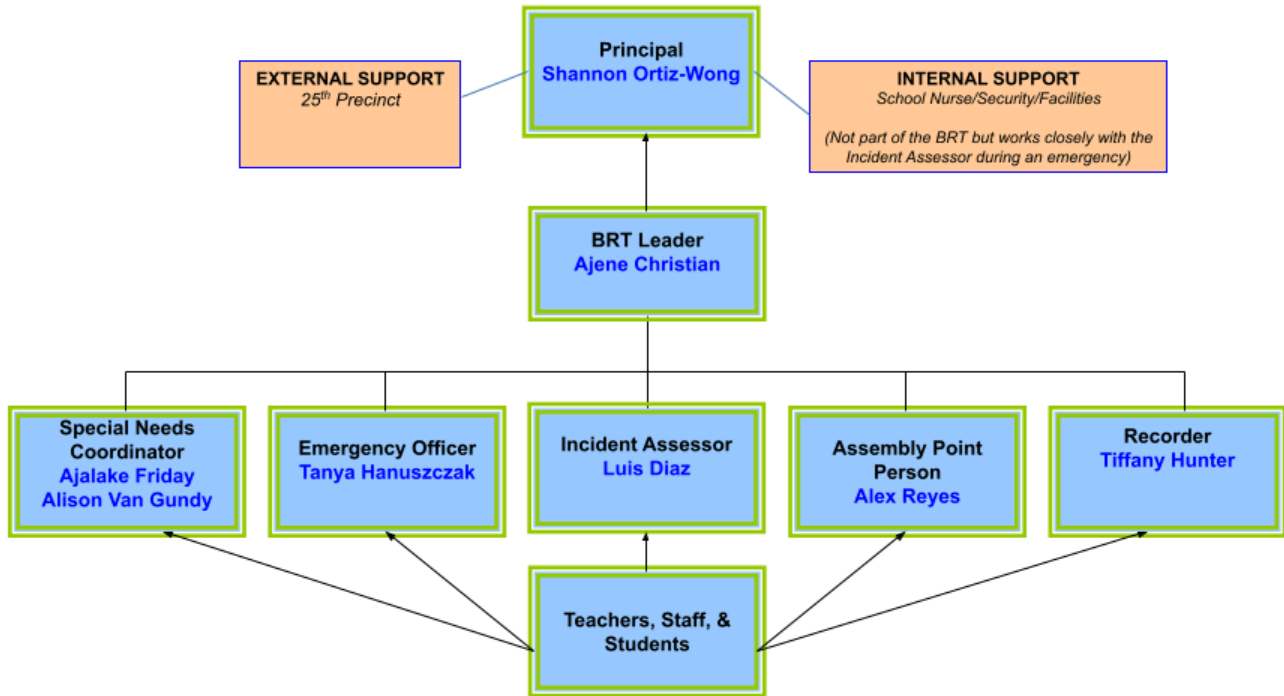 Principal
Shannon Ortiz-Wong
EXTERNAL SUPPORT
25th Precinct
INTERNAL SUPPORT
School Nurse/Security/Facilities
(Not part of the BRT but works closely with the
Incident Assessor during an emergency)
BRT Leader
Ajene Christian
Special Needs
Coordinator
Ajalake Friday
Alison Van Gundy
Emergency Officer
Tanya Hanuszczak
Incident Assessor
Luis Diaz
Assembly Point
Person
Alex Reyes
Recorder
Tiffany Hunter
Teachers, Staff, &
Students